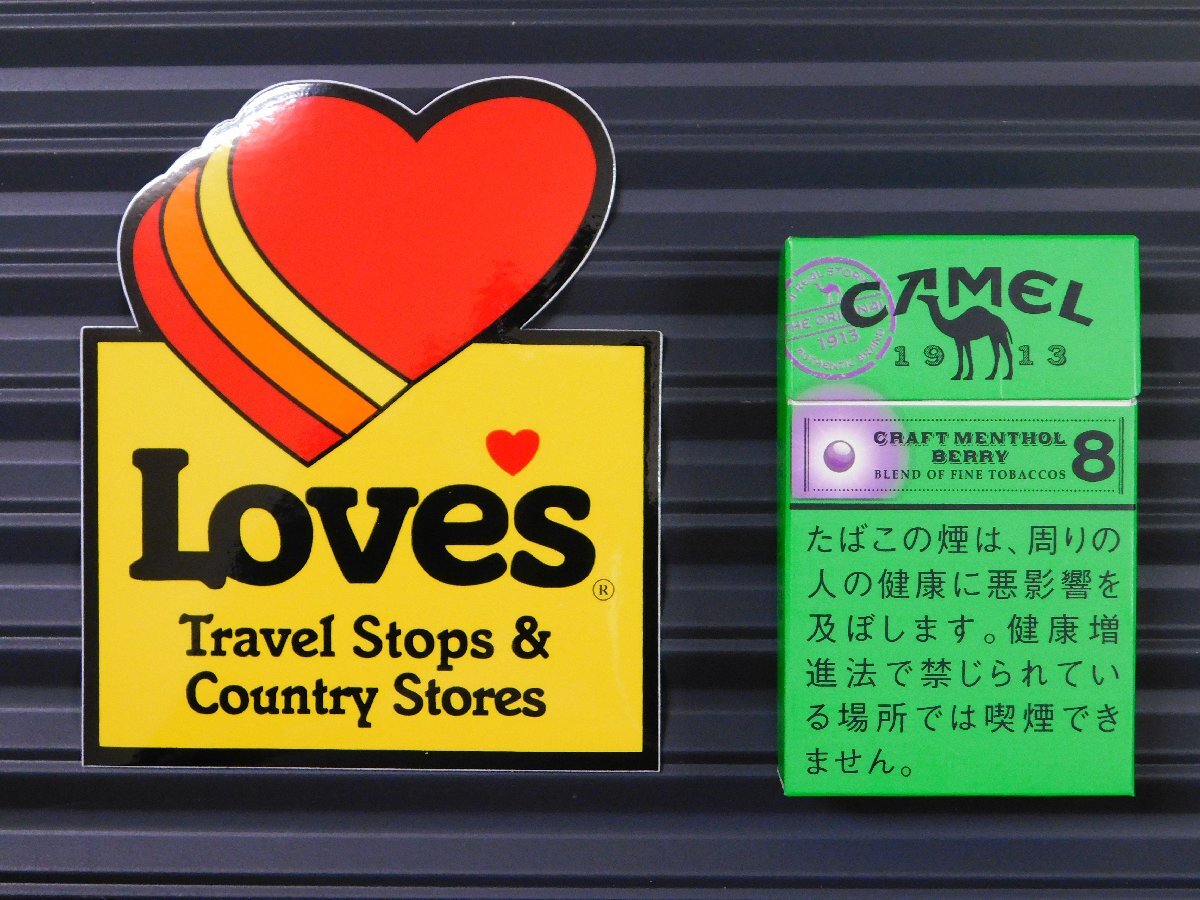 Love's
®
Travel Stops &
Country Stores
CAMEL
1913
THE ORIGINAL
1913
AUTHENTIC BRAND
CRAFT MENTHOL
BERRY
BLEND OF FINE TOBACCOS
8
たばこの煙は、周りの
人の健康に悪影響を
及ぼします。健康増
進法で禁じられてい
る場所では喫煙でき
ません。